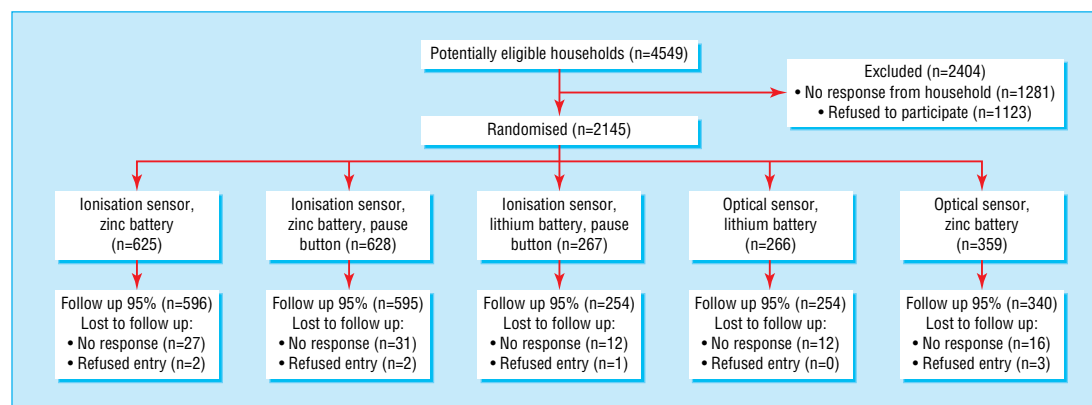 Potentially eligible households (n=4549)
Excluded (n=2404)
• No response from household (n=1281)
• Refused to participate (n=1123)
Randomised (n=2145)
Ionisation sensor,
zinc battery
(n=625)
Ionisation sensor,
zinc battery, pause
button (n=628)
Ionisation sensor,
lithium battery, pause
button (n=267)
Optical sensor,
lithium battery
(n=266)
Optical sensor,
zinc battery
(n=359)
Follow up 95% (n=596)
Lost to follow up:
• No response (n=27)
• Refused entry (n=2)
Follow up 95% (n=595)
Lost to follow up:
• No response (n=31)
• Refused entry (n=2)
Follow up 95% (n=254)
Lost to follow up:
• No response (n=12)
• Refused entry (n=1)
Follow up 95% (n=254)
Lost to follow up:
• No response (n=12)
• Refused entry (n=0)
Follow up 95% (n=340)
Lost to follow up:
• No response (n=16)
• Refused entry (n=3)